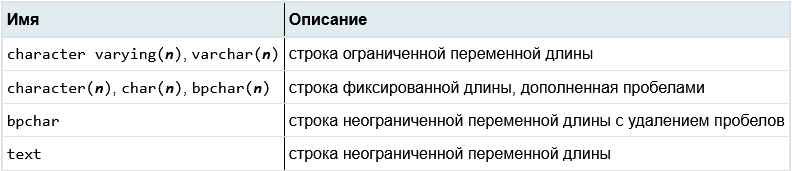 Имя Описание
character varying(n), varchar(n) строка ограниченной переменной длины
character(n), char(n), bpchar(n) строка фиксированной длины, дополненная пробелами
bpchar строка неограниченной переменной длины с удалением пробелов
text строка неограниченной переменной длины